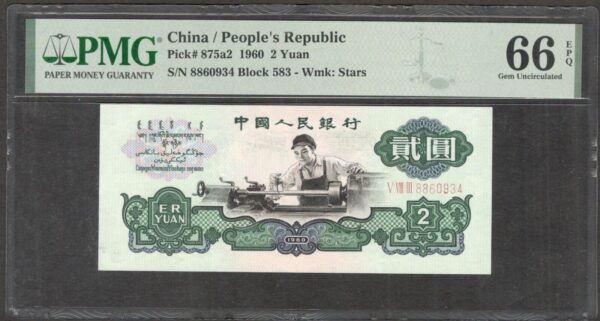 PMG
PAPER MONEY GUARANTY
China / People's Republic
Pick# 875a2 1960 2 Yuan
S/N 8860934 Block 583 - Wmk: Stars
66 EPQ
Gem Uncirculated
中國人民銀行
貳圓
V VIII III 8860934
ER
YUAN
2
1960